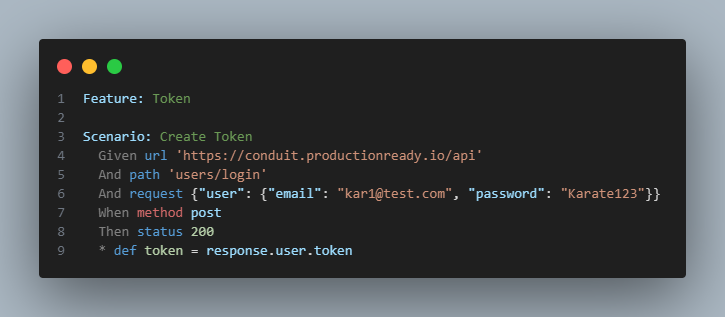 1 Feature: Token
2
3 Scenario: Create Token
4 Given url 'https://conduit.productionready.io/api'
5 And path 'users/login'
6 And request {"user": {"email": "kar1@test.com", "password": "Karate123"}}
7 When method post
8 Then status 200
9 * def token = response.user.token